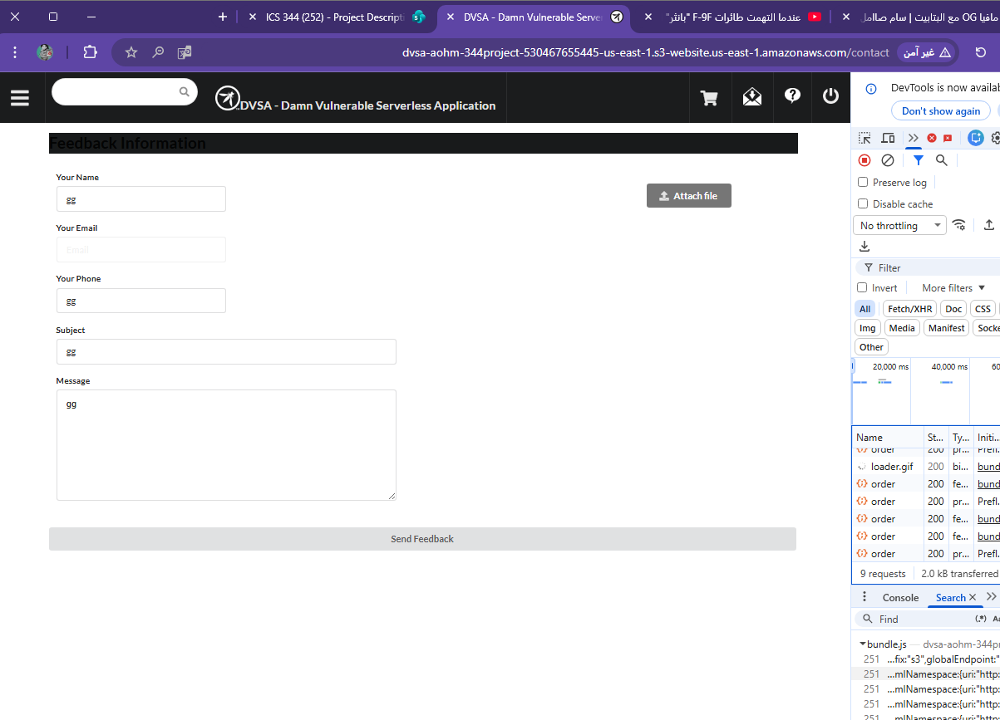 ICS 344 (252) - Project Descripti
DVSA - Damn Vulnerable Serve
عندما التهمت طائرات F-9F "بانثر"
مافيا OG مع البتابيت | سام صاامل
dvsa-aohm-344project-530467655445-us-east-1.s3-website.us-east-1.amazonaws.com/contact
غير آمن
DVSA - Damn Vulnerable Serverless Application
DevTools is now availab
Don't show again
Feedback Information
Your Name
gg
Attach file
Your Email
Email
Your Phone
gg
Subject
gg
Message
gg
Send Feedback
Preserve log
Disable cache
No throttling
Filter
Invert
More filters
All
Fetch/XHR
Doc
CSS
Img
Media
Manifest
Socke
Other
20,000 ms
40,000 ms
60
Name St... Ty... Initi...
order 200 pr... Prefl.
loader.gif 200 bi... bund
order 200 fe... bund
order 200 pr... Prefl.
order 200 fe... bund
order 200 fe... bund
order 200 pr... Prefl.
9 requests
2.0 kB transferred
Console
Search
Find
(.*)
Aa
bundle.js — dvsa-aohm-344pr
251 ...fix:"s3",globalEndpoint:"
251 ...mlNamespace:{uri:"http:
251 ...mlNamespace:{uri:"http:
251 ...mlNamespace:{uri:"http:
...mlNamespace:{uri:"http: